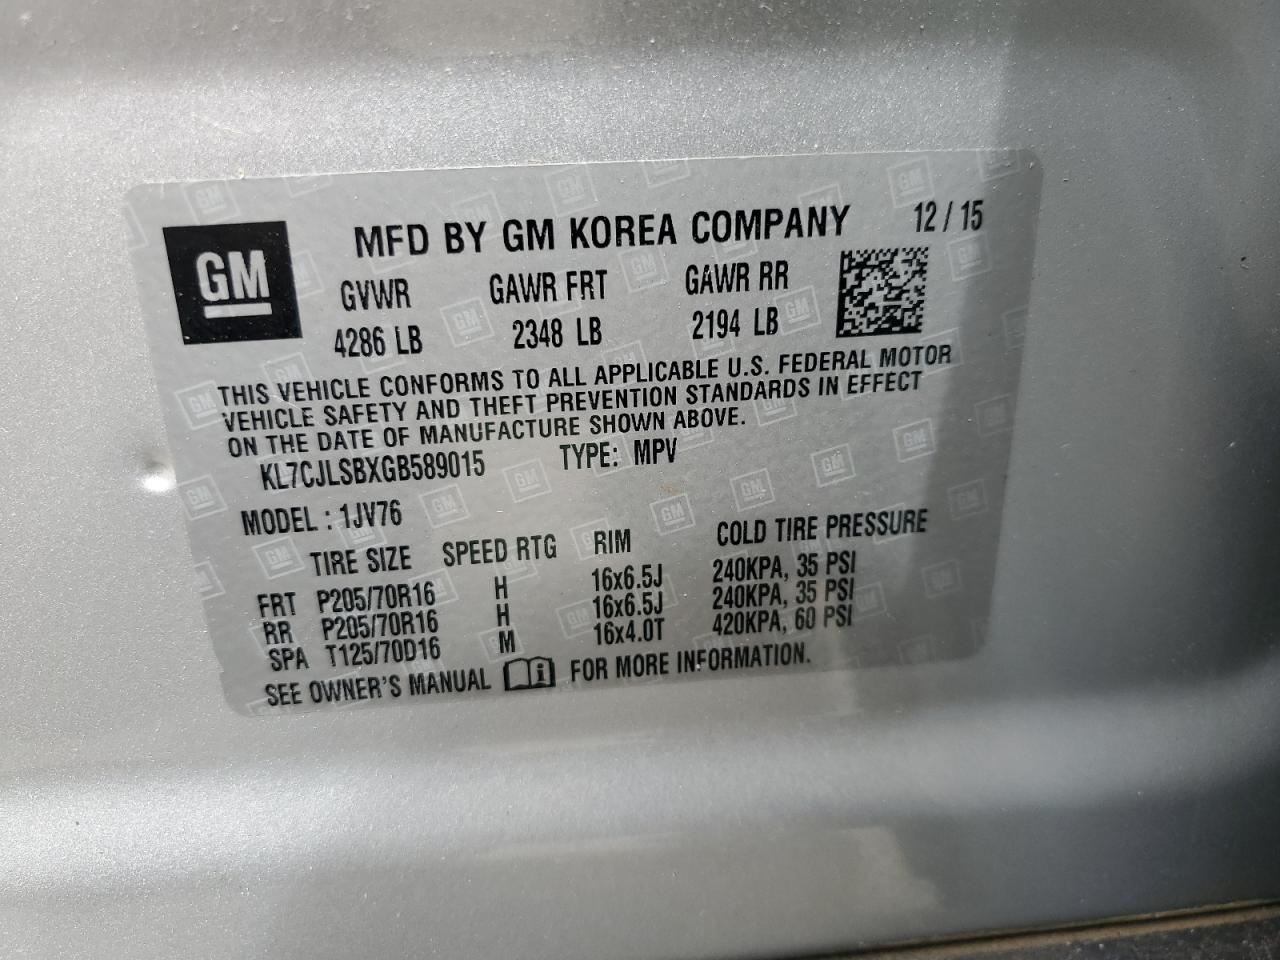 GM
MFD BY GM KOREA COMPANY 12 / 15
GVWR GAWR FRT GAWR RR
4286 LB 2348 LB 2194 LB
THIS VEHICLE CONFORMS TO ALL APPLICABLE U.S. FEDERAL MOTOR
VEHICLE SAFETY AND THEFT PREVENTION STANDARDS IN EFFECT
ON THE DATE OF MANUFACTURE SHOWN ABOVE.
KL7CJLSBXGB589015 TYPE: MPV
MODEL : 1JV76
TIRE SIZE SPEED RTG RIM COLD TIRE PRESSURE
FRT P205/70R16 H 16x6.5J 240KPA, 35 PSI
RR P205/70R16 H 16x6.5J 240KPA, 35 PSI
SPA T125/70D16 M 16x4.0T 420KPA, 60 PSI
SEE OWNER'S MANUAL FOR MORE INFORMATION.